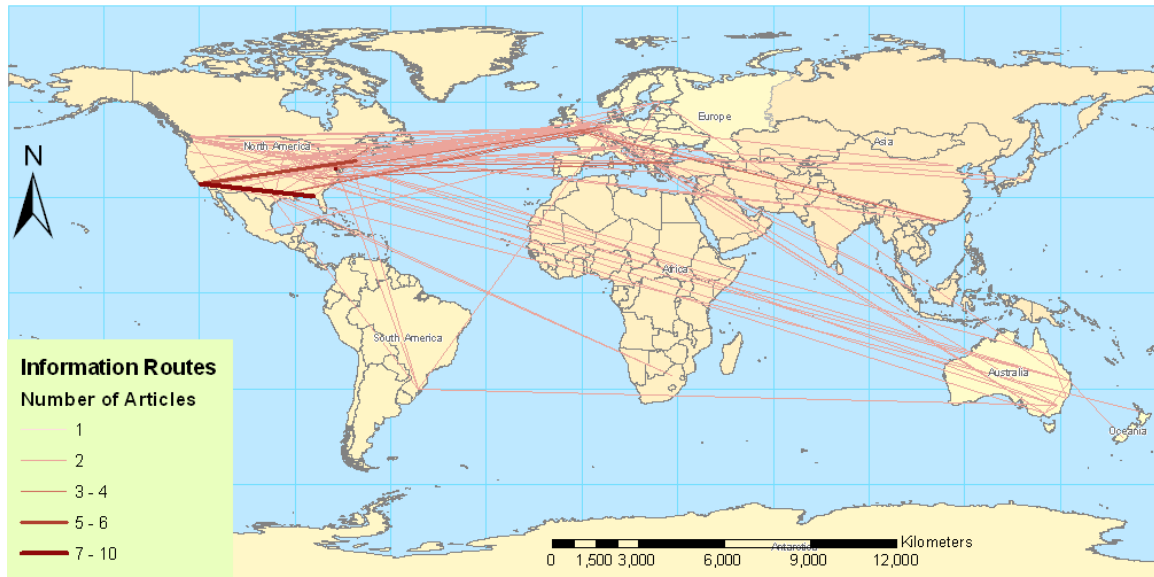 N
North America
Europe
Asia
Africa
South America
Australia
Oceania
Antarctica
Information Routes
Number of Articles
1
2
3 - 4
5 - 6
7 - 10
Kilometers
0 1,500 3,000 6,000 9,000 12,000